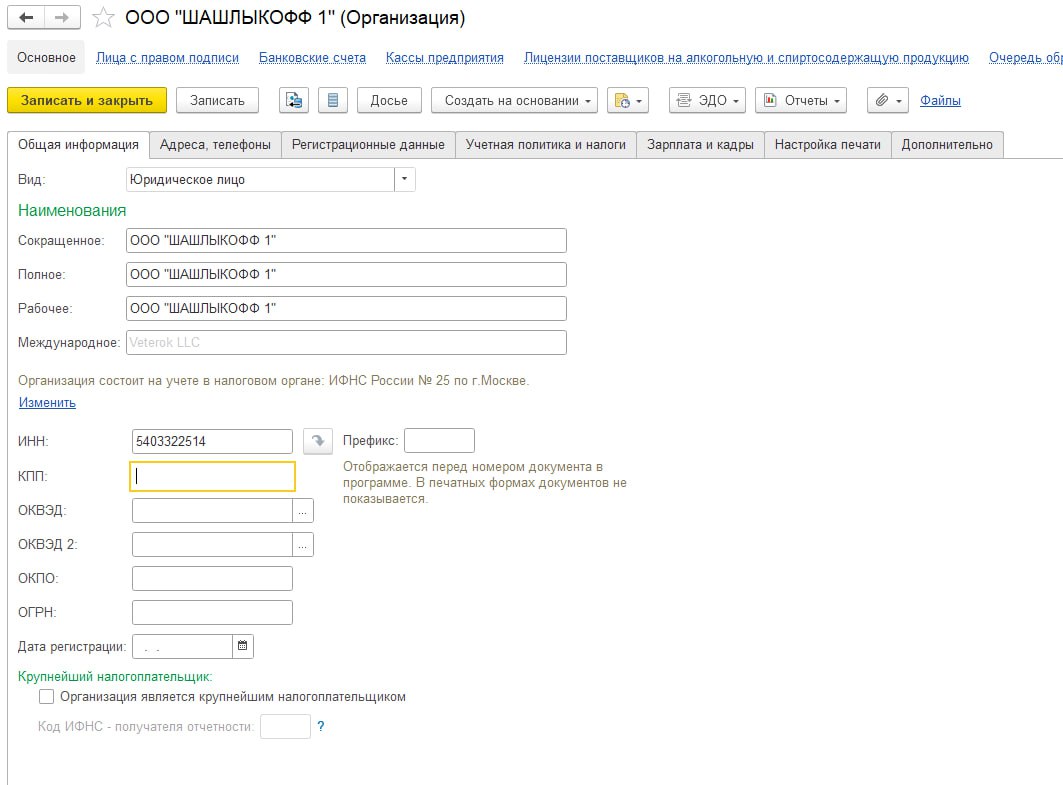 ООО "ШАШЛЫКОФФ 1" (Организация)
Основное Лица с правом подписи Банковские счета Кассы предприятия Лицензии поставщиков на алкогольную и спиртосодержащую продукцию Очередь обр
Записать и закрыть Записать Досье Создать на основании ЭДО Отчеты Файлы
Общая информация Адреса, телефоны Регистрационные данные Учетная политика и налоги Зарплата и кадры Настройка печати Дополнительно
Вид: Юридическое лицо
Наименования
Сокращенное: ООО "ШАШЛЫКОФФ 1"
Полное: ООО "ШАШЛЫКОФФ 1"
Рабочее: ООО "ШАШЛЫКОФФ 1"
Международное: Veterok LLC
Организация состоит на учете в налоговом органе: ИФНС России № 25 по г.Москве.
Изменить
ИНН: 5403322514 Префикс:
КПП: Отображается перед номером документа в
программе. В печатных формах документов не
показывается.
ОКВЭД: ...
ОКВЭД 2: ...
ОКПО:
ОГРН:
Дата регистрации: . .
Крупнейший налогоплательщик:
Организация является крупнейшим налогоплательщиком
Код ИФНС - получателя отчетности: ?